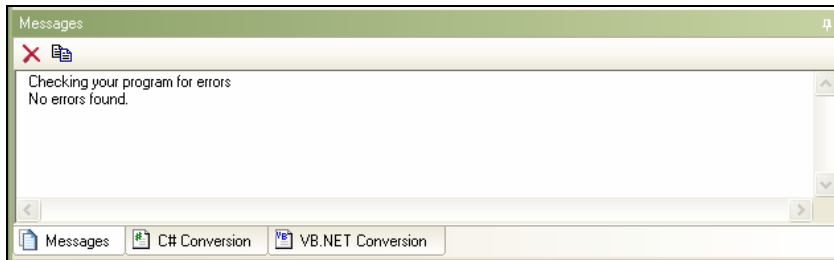 Messages
Checking your program for errors
No errors found.
Messages
C# Conversion
VB.NET Conversion